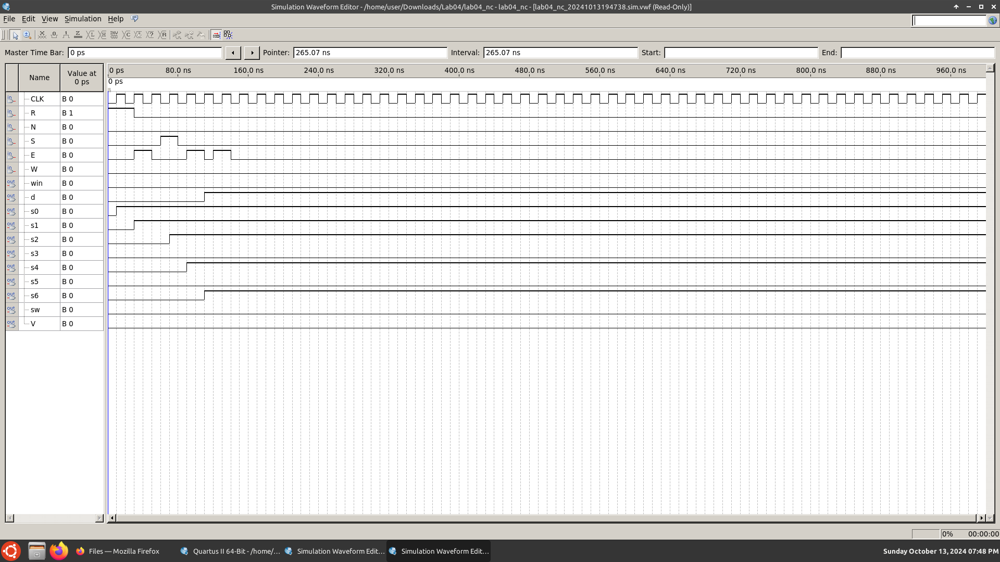 Simulation Waveform Editor - /home/user/Downloads/Lab04/lab04_nc - lab04_nc - [lab04_nc_20241013194738.sim.vwf (Read-Only)]
File Edit View Simulation Help
Master Time Bar: 0 ps Pointer: 265.07 ns Interval: 265.07 ns Start: End:
Name Value at 0 ps
0 ps 80.0 ns 160.0 ns 240.0 ns 320.0 ns 400.0 ns 480.0 ns 560.0 ns 640.0 ns 720.0 ns 800.0 ns 880.0 ns 960.0 ns
0 ps
in CLK B 0
in R B 1
in N B 0
in S B 0
in E B 0
in W B 0
out win B 0
out d B 0
out s0 B 0
out s1 B 0
out s2 B 0
out s3 B 0
out s4 B 0
out s5 B 0
out s6 B 0
out sw B 0
out V B 0
0% 00:00:00
Files — Mozilla Firefox Quartus II 64-Bit - /home/... Simulation Waveform Edit... Simulation Waveform Edit... Sunday October 13, 2024 07:48 PM